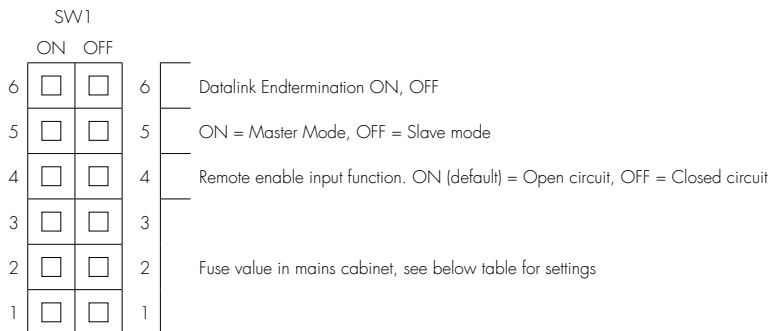 SW1
ON OFF
6 6 Datalink Endtermination ON, OFF
5 5 ON = Master Mode, OFF = Slave mode
4 4 Remote enable input function. ON (default) = Open circuit, OFF = Closed circuit
3 3
2 2 Fuse value in mains cabinet, see below table for settings
1 1